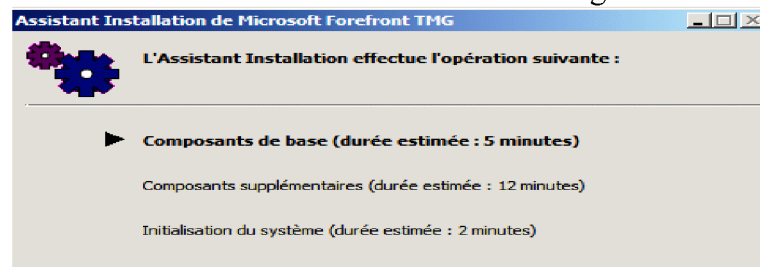 Assistant Installation de Microsoft Forefront TMG
L'Assistant Installation effectue l'opération suivante :
Composants de base (durée estimée : 5 minutes)
Composants supplémentaires (durée estimée : 12 minutes)
Initialisation du système (durée estimée : 2 minutes)